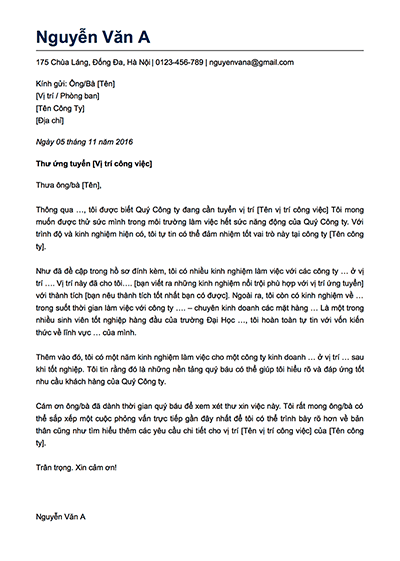 Nguyễn Văn A
175 Chùa Láng, Đống Đa, Hà Nội | 0123-456-789 | nguyenvana@gmail.com
Kính gửi: Ông/Bà [Tên]
[Vị trí / Phòng ban]
[Tên Công Ty]
[Địa chỉ]
Ngày 05 tháng 11 năm 2016
Thư ứng tuyển [Vị trí công việc]
Thưa ông/bà [Tên],
Thông qua …, tôi được biết Quý Công ty đang cần tuyển vị trí [Tên vị trí công việc] Tôi mong
muốn được thử sức mình trong môi trường làm việc hết sức năng động của Quý Công ty. Với
trình độ và kinh nghiệm hiện có, tôi tự tin có thể đảm nhiệm tốt vai trò này tại công ty [Tên công
ty].
Như đã đề cập trong hồ sơ đính kèm, tôi có nhiều kinh nghiệm làm việc với các công ty … ở vị
trí …. Vị trí này đã cho tôi…. [bạn viết ra những kinh nghiệm nổi trội phù hợp với vị trí ứng tuyển]
với thành tích [bạn nêu thành tích tốt nhất bạn có được]. Ngoài ra, tôi còn có kinh nghiệm về …
trong suốt thời gian làm việc với công ty …. – chuyên kinh doanh các mặt hàng … Là một trong
nhiều sinh viên tốt nghiệp hàng đầu của trường Đại Học …, tôi hoàn toàn tự tin với vốn kiến
thức về lĩnh vực … của mình.
Thêm vào đó, tôi có một năm kinh nghiệm làm việc cho một công ty kinh doanh … ở vị trí … sau
khi tốt nghiệp. Tôi tin rằng đó là những nền tảng quý báu có thể giúp tôi hiểu rõ và đáp ứng tốt
nhu cầu khách hàng của Quý Công ty.
Cám ơn ông/bà đã dành thời gian quý báu để xem xét thư xin việc này. Tôi rất mong ông/bà có
thể sắp xếp một cuộc phỏng vấn trực tiếp gần đây nhất để tôi có thể trình bày rõ hơn về bản
thân cũng như tìm hiểu thêm các yêu cầu chi tiết cho vị trí [Tên vị trí công việc] của [Tên công
ty].
Trân trọng. Xin cảm ơn!
Nguyễn Văn A